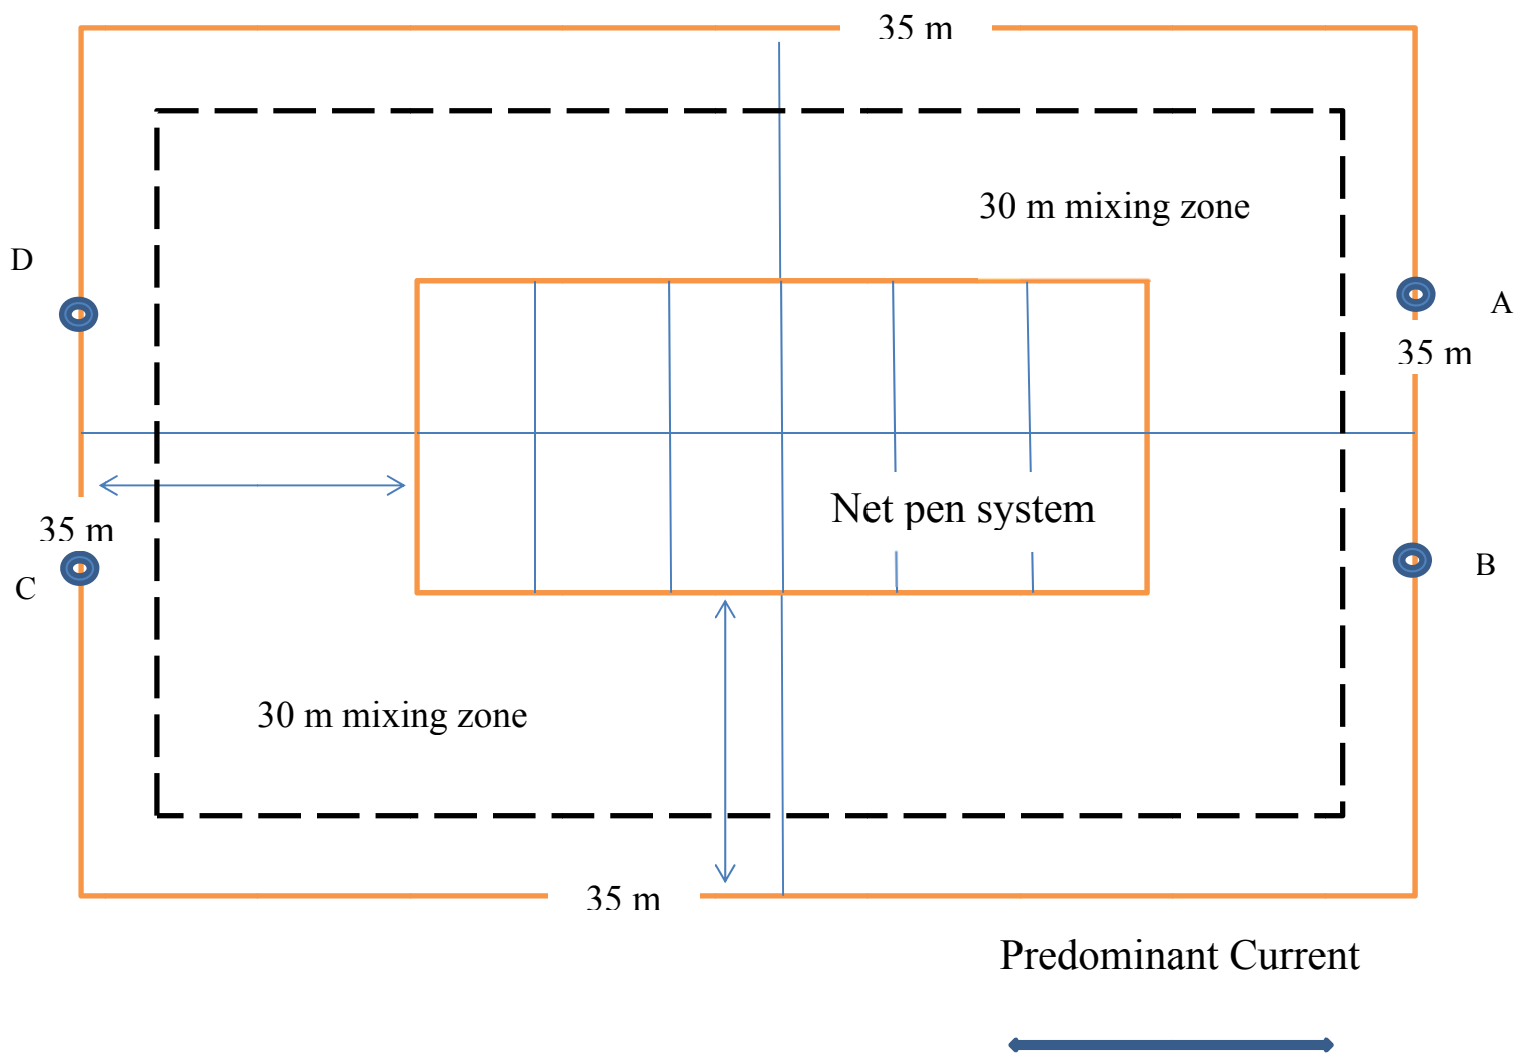 35 m
30 m mixing zone
D
A
35 m
Net pen system
35 m
B
C
30 m mixing zone
35 m
Predominant Current